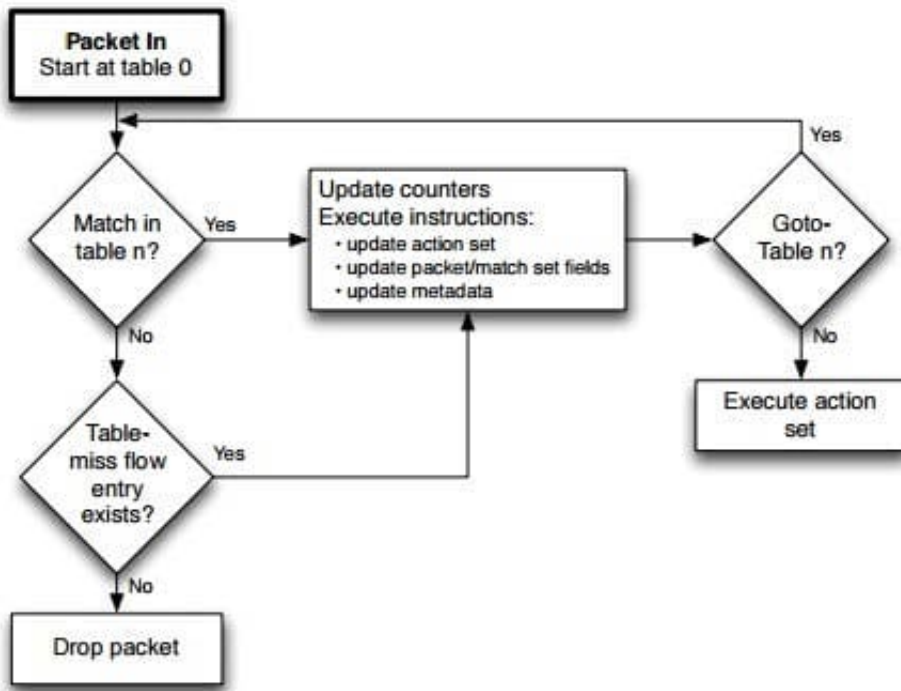 Packet In
Start at table 0
Yes
Match in
table n?
Yes
Update counters
Execute instructions:
• update action set
• update packet/match set fields
• update metadata
Goto-
Table n?
No
No
Execute action
set
Table-
miss flow
entry
exists?
Yes
No
Drop packet